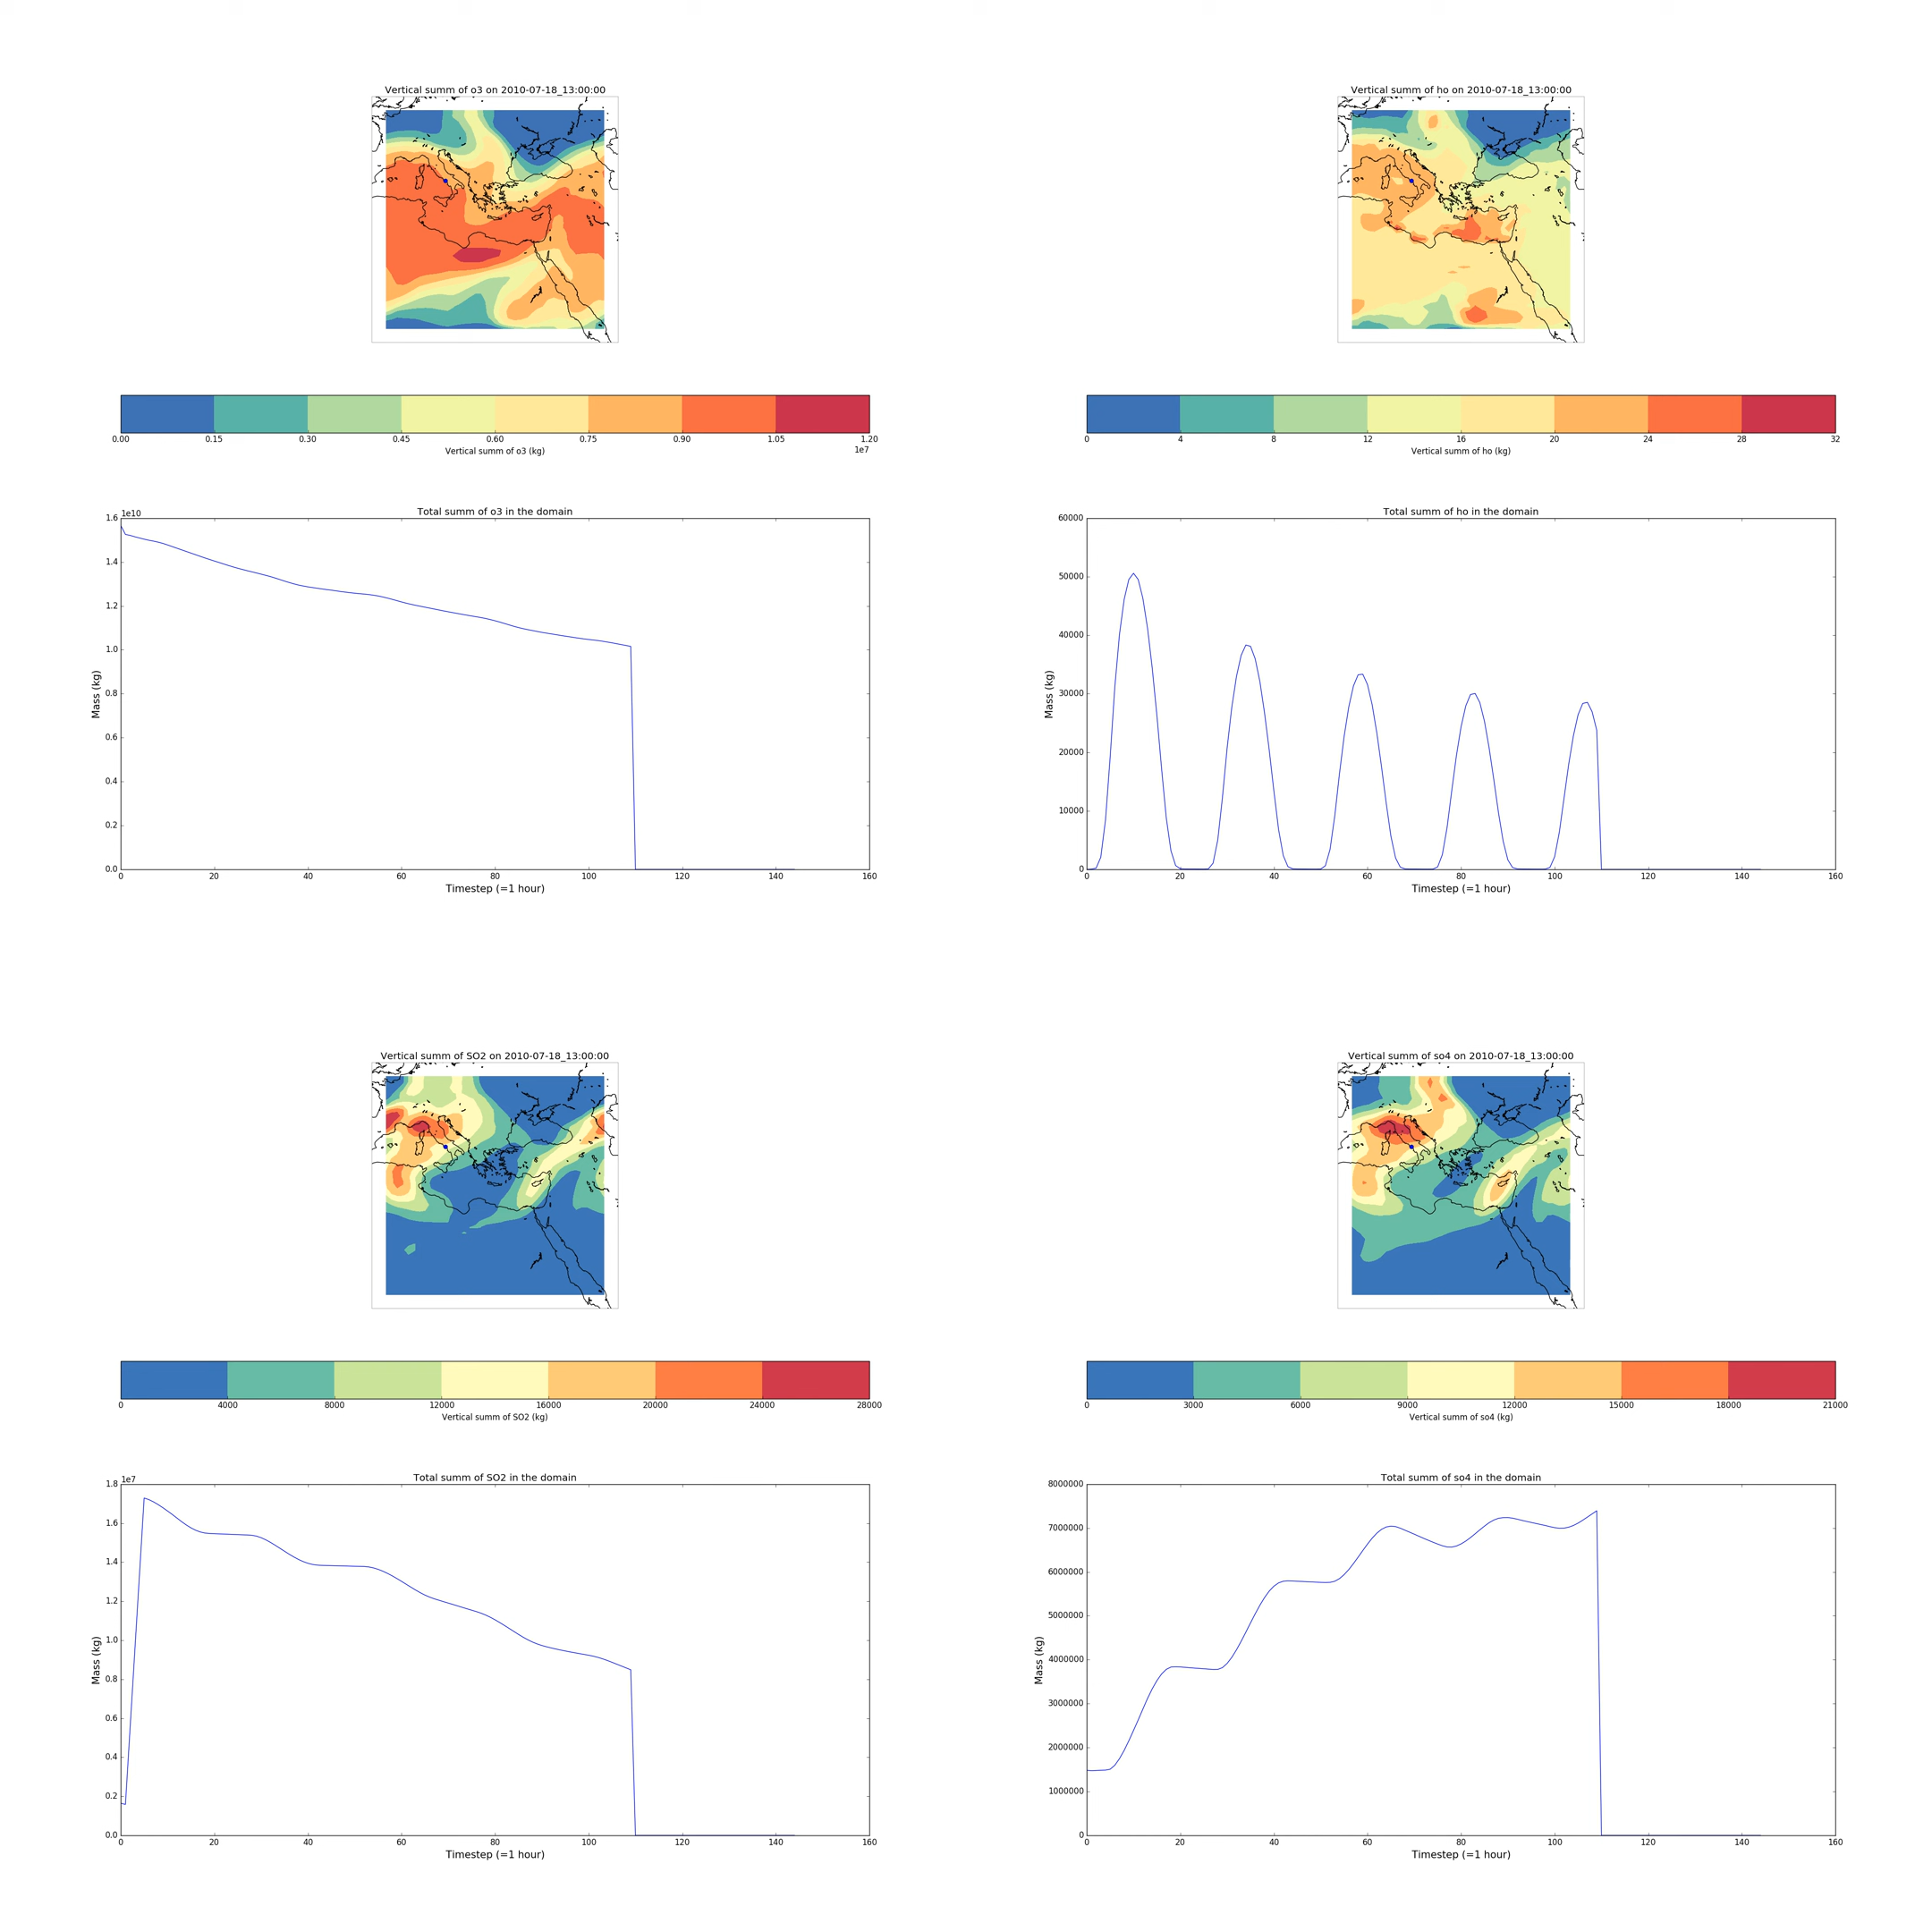 Vertical summ of o3 on 2010-07-18_13:00:00
0.00 0.15 0.30 0.45 0.60 0.75 0.90 1.05 1.20
1e7
Vertical summ of o3 (kg)
Total summ of o3 in the domain
1e10
1.6
1.4
1.2
1.0
0.8
0.6
0.4
0.2
0.0
Mass (kg)
0 20 40 60 80 100 120 140 160
Timestep (=1 hour)
Vertical summ of ho on 2010-07-18_13:00:00
0 4 8 12 16 20 24 28 32
Vertical summ of ho (kg)
Total summ of ho in the domain
60000
50000
40000
30000
20000
10000
0
Mass (kg)
0 20 40 60 80 100 120 140 160
Timestep (=1 hour)
Vertical summ of SO2 on 2010-07-18_13:00:00
0 4000 8000 12000 16000 20000 24000 28000
Vertical summ of SO2 (kg)
Total summ of SO2 in the domain
1e7
1.8
1.6
1.4
1.2
1.0
0.8
0.6
0.4
0.2
0.0
Mass (kg)
0 20 40 60 80 100 120 140 160
Timestep (=1 hour)
Vertical summ of so4 on 2010-07-18_13:00:00
0 3000 6000 9000 12000 15000 18000 21000
Vertical summ of so4 (kg)
Total summ of so4 in the domain
8000000
7000000
6000000
5000000
4000000
3000000
2000000
1000000
0
Mass (kg)
0 20 40 60 80 100 120 140 160
Timestep (=1 hour)